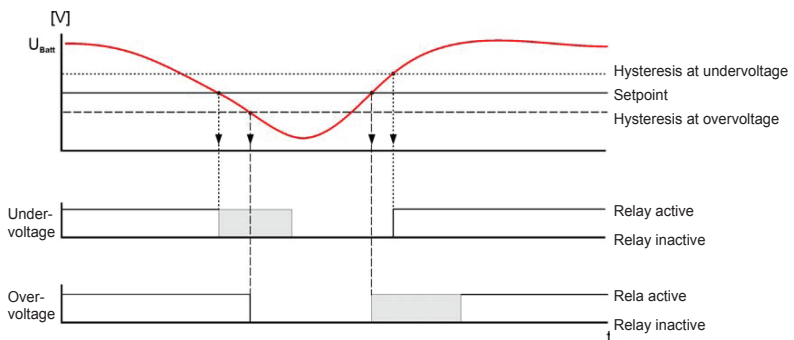 [V]
U Batt
Hysteresis at undervoltage
Setpoint
Hysteresis at overvoltage
Under-
voltage
Relay active
Relay inactive
Over-
voltage
Rela active
Relay inactive
t